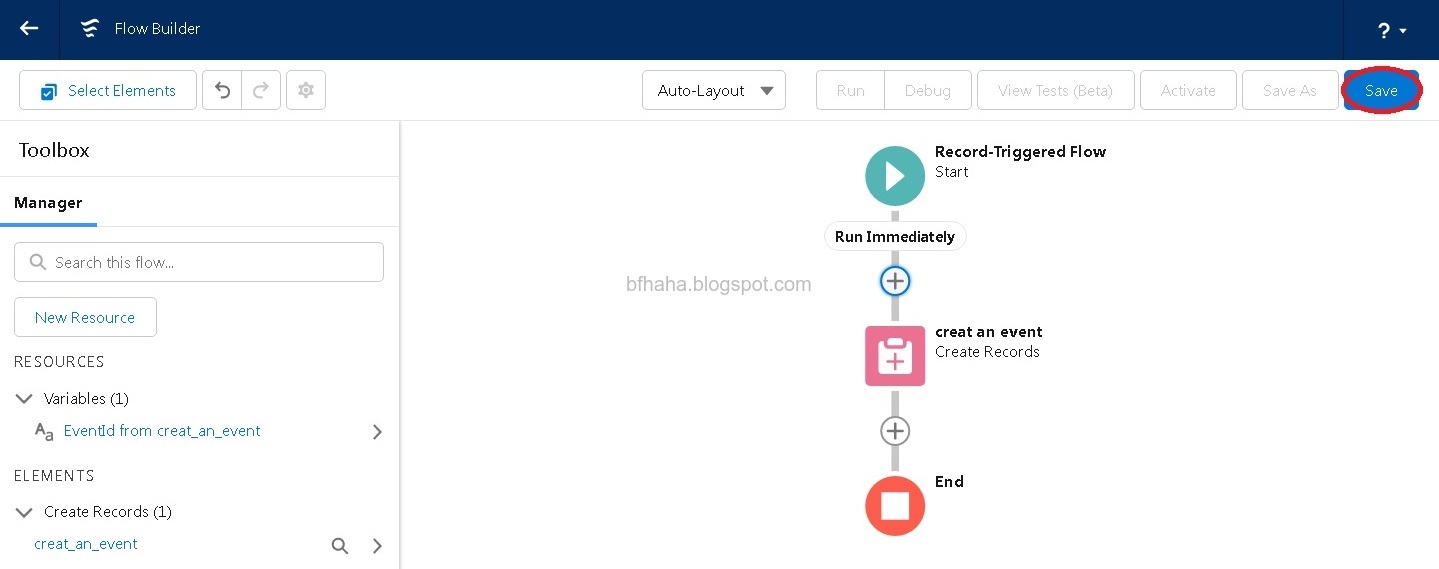 Flow Builder
?
Select Elements
Auto-Layout
Run
Debug
View Tests (Beta)
Activate
Save As
Save
Toolbox
Manager
Search this flow...
New Resource
RESOURCES
Variables (1)
Aa EventId from creat_an_event
ELEMENTS
Create Records (1)
creat_an_event
Record-Triggered Flow
Start
Run Immediately
bfhaha.blogspot.com
creat an event
Create Records
End